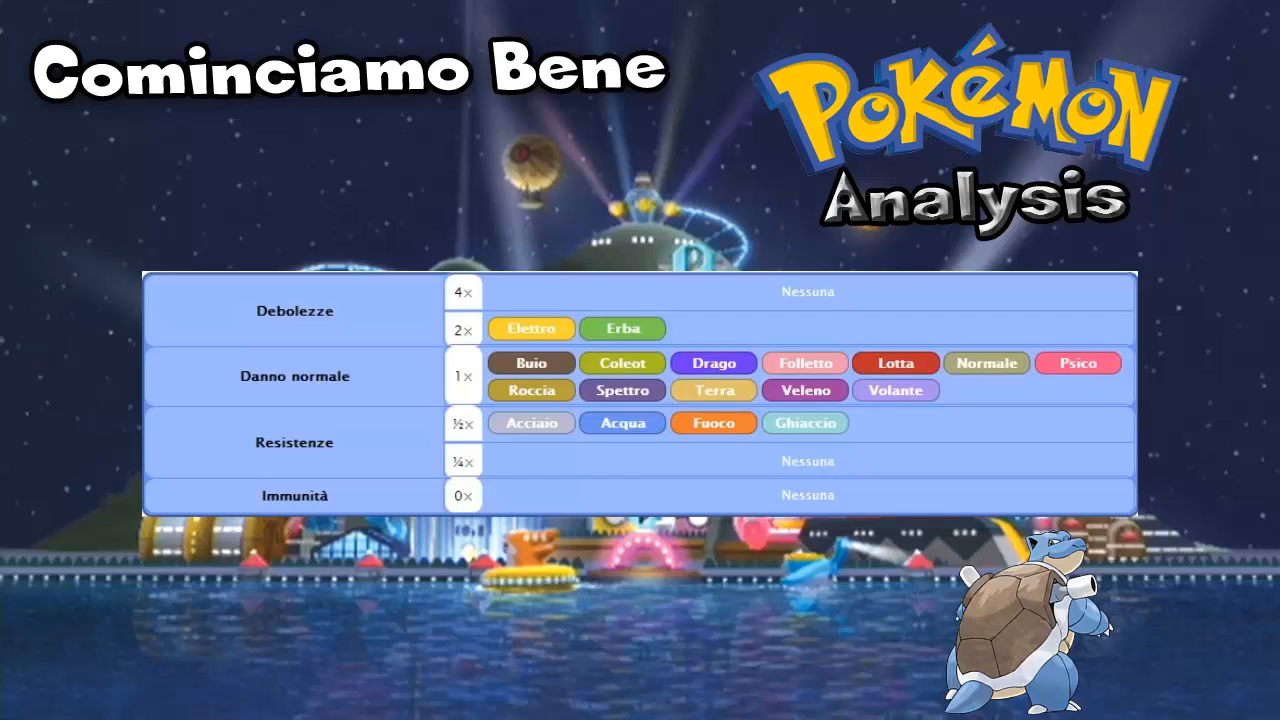 Cominciamo Bene
Pokémon
Analysis
Debolezze
4×
Nessuna
2×
Elettro Erba
Danno normale
1×
Buio Coleot Drago Folletto Lotta Normale Psico
Roccia Spettro Terra Veleno Volante
Resistenze
½×
Acciaio Acqua Fuoco Ghiaccio
¼×
Nessuna
Immunità
0×
Nessuna